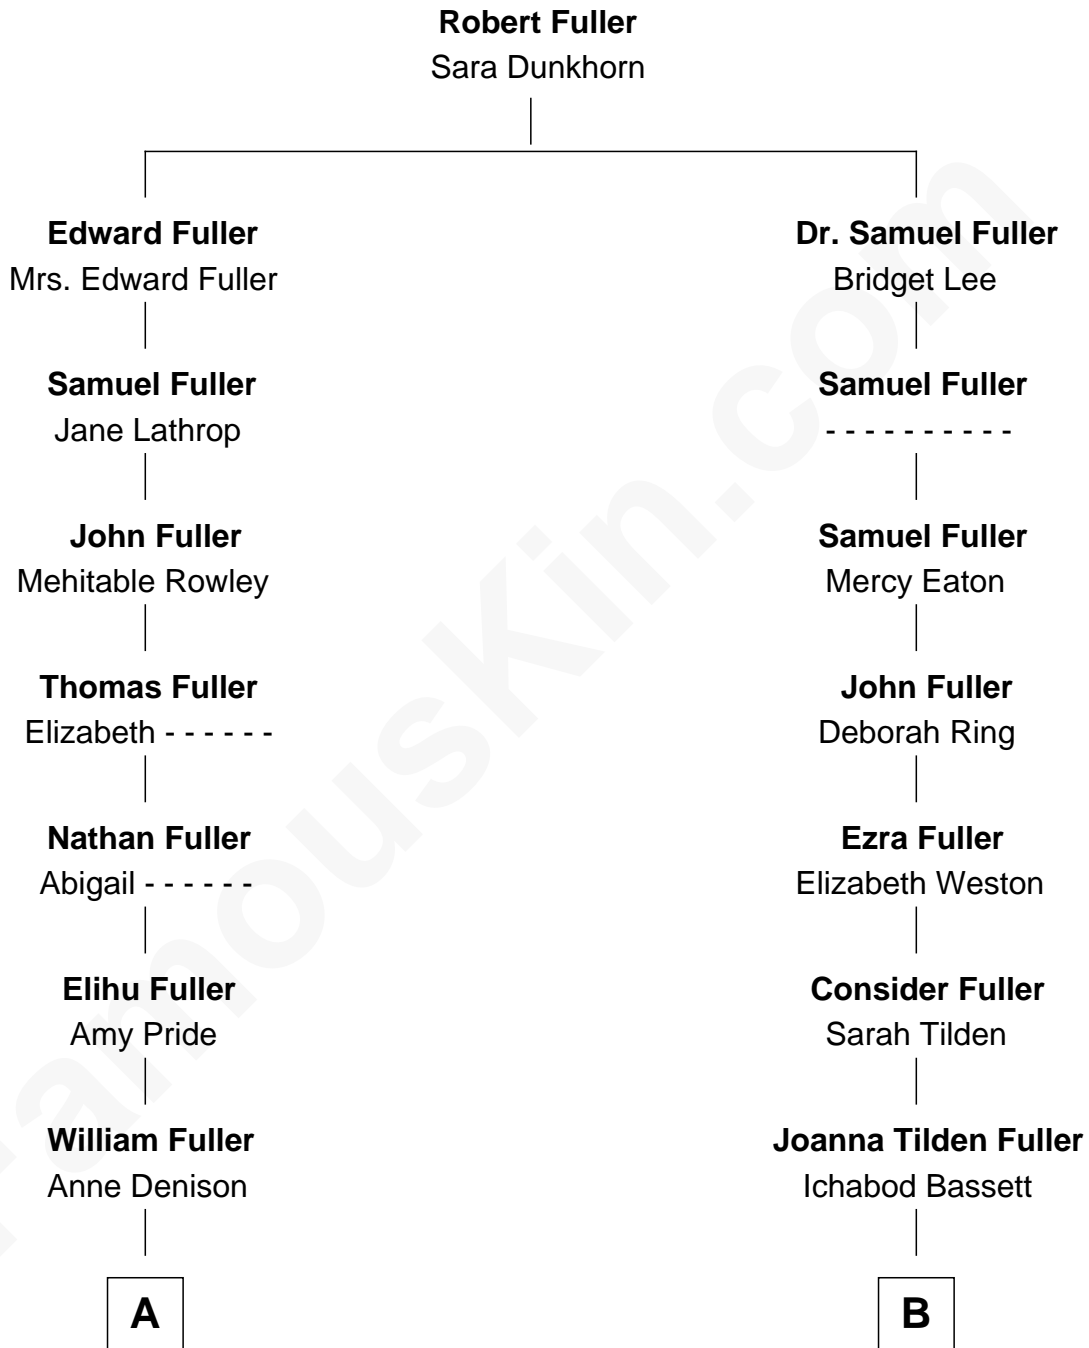 Robert Fuller
Sara Dunkhorn
Edward Fuller
Mrs. Edward Fuller
Dr. Samuel Fuller
Bridget Lee
Samuel Fuller
Jane Lathrop
Samuel Fuller
- - - - - - - - - -
John Fuller
Mehitable Rowley
Samuel Fuller
Mercy Eaton
Thomas Fuller
Elizabeth - - - - - -
John Fuller
Deborah Ring
Nathan Fuller
Abigail - - - - - -
Ezra Fuller
Elizabeth Weston
Elihu Fuller
Amy Pride
Consider Fuller
Sarah Tilden
William Fuller
Anne Denison
Joanna Tilden Fuller
Ichabod Bassett
A
B
FamousKin.com